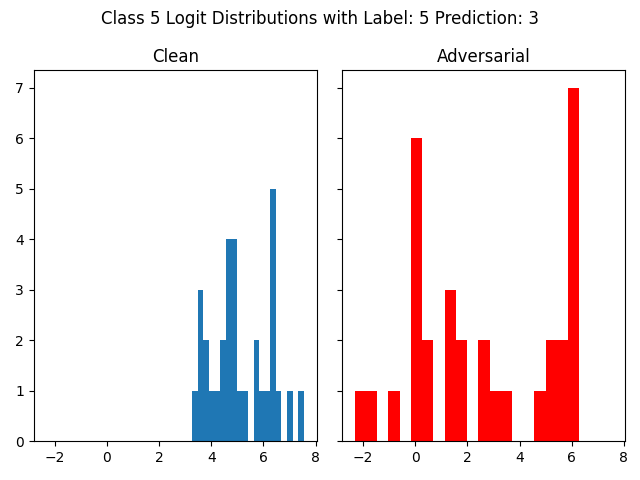 Class 5 Logit Distributions with Label: 5 Prediction: 3
Clean
Adversarial
7
6
5
4
3
2
1
0
−2 0 2 4 6 8
−2 0 2 4 6 8